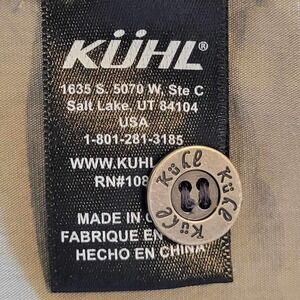 KÜHL®
1635 S. 5070 W. Ste C
Salt Lake, UT 84104
USA
1-801-281-3185
WWW.KUHL
RN#108
MADE IN
FABRIQUE EN
HECHO EN CHINA
Kühl Kühl Kühl